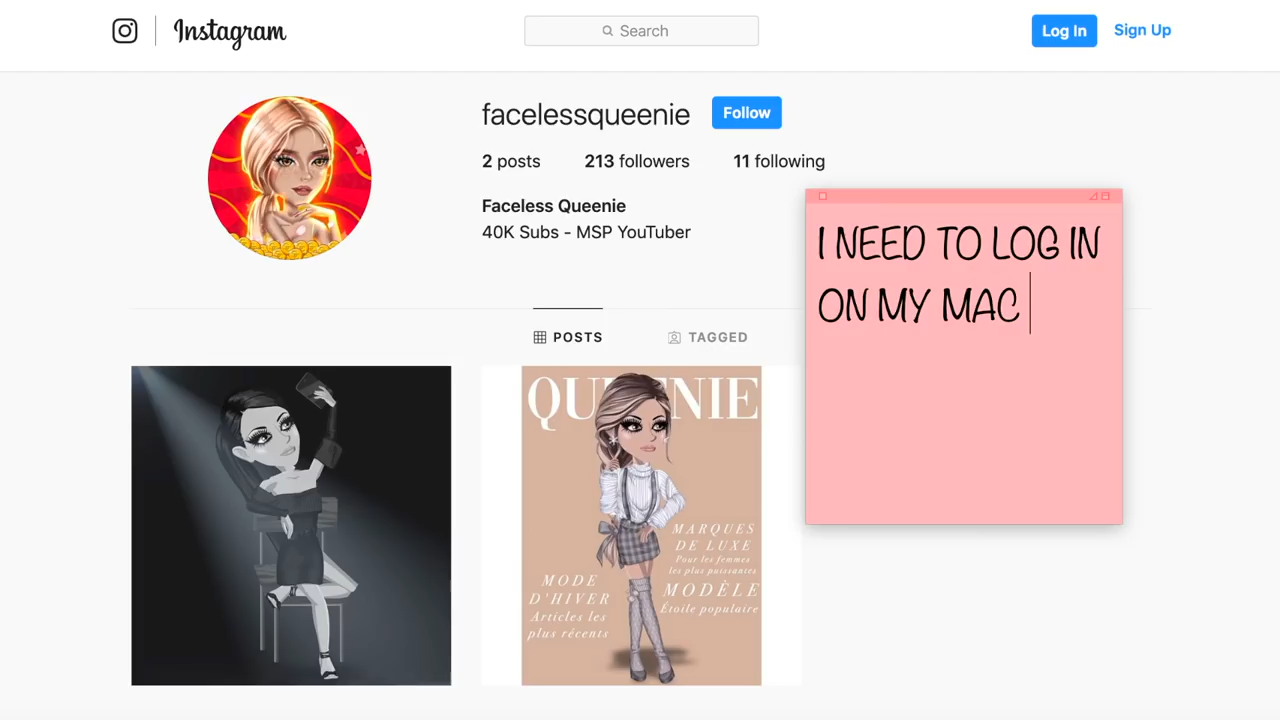 Instagram
Search
Log In
Sign Up
facelessqueenie
Follow
2 posts
213 followers
11 following
Faceless Queenie
40K Subs - MSP YouTuber
I NEED TO LOG IN
ON MY MAC
POSTS
TAGGED
QUEENIE
MARQUES
DE LUXE
Pour les femmes
les plus puissantes
MODÈLE
Étoile populaire
MODE
D'HIVER
Articles les
plus récents